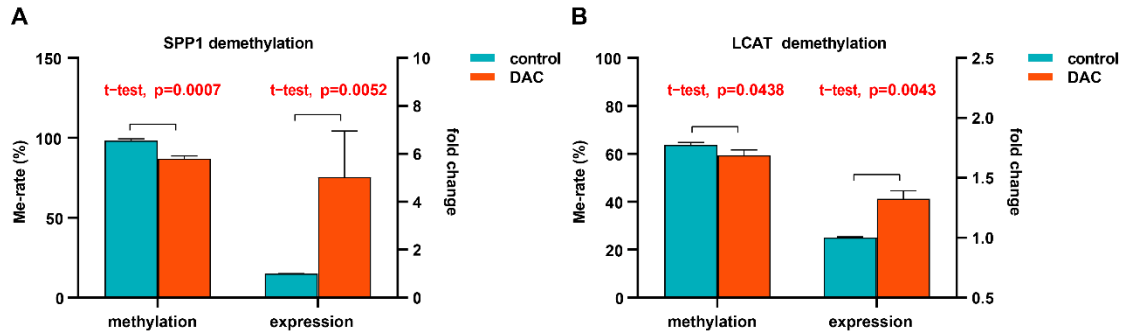 A
SPP1 demethylation
control
DAC
t-test, p=0.0007
t-test, p=0.0052
Me-rate (%)
150
100
50
0
fold change
10
8
6
4
2
0
methylation
expression
B
LCAT demethylation
control
DAC
t-test, p=0.0438
t-test, p=0.0043
Me-rate (%)
100
80
60
40
20
0
fold change
2.5
2.0
1.5
1.0
0.5
methylation
expression